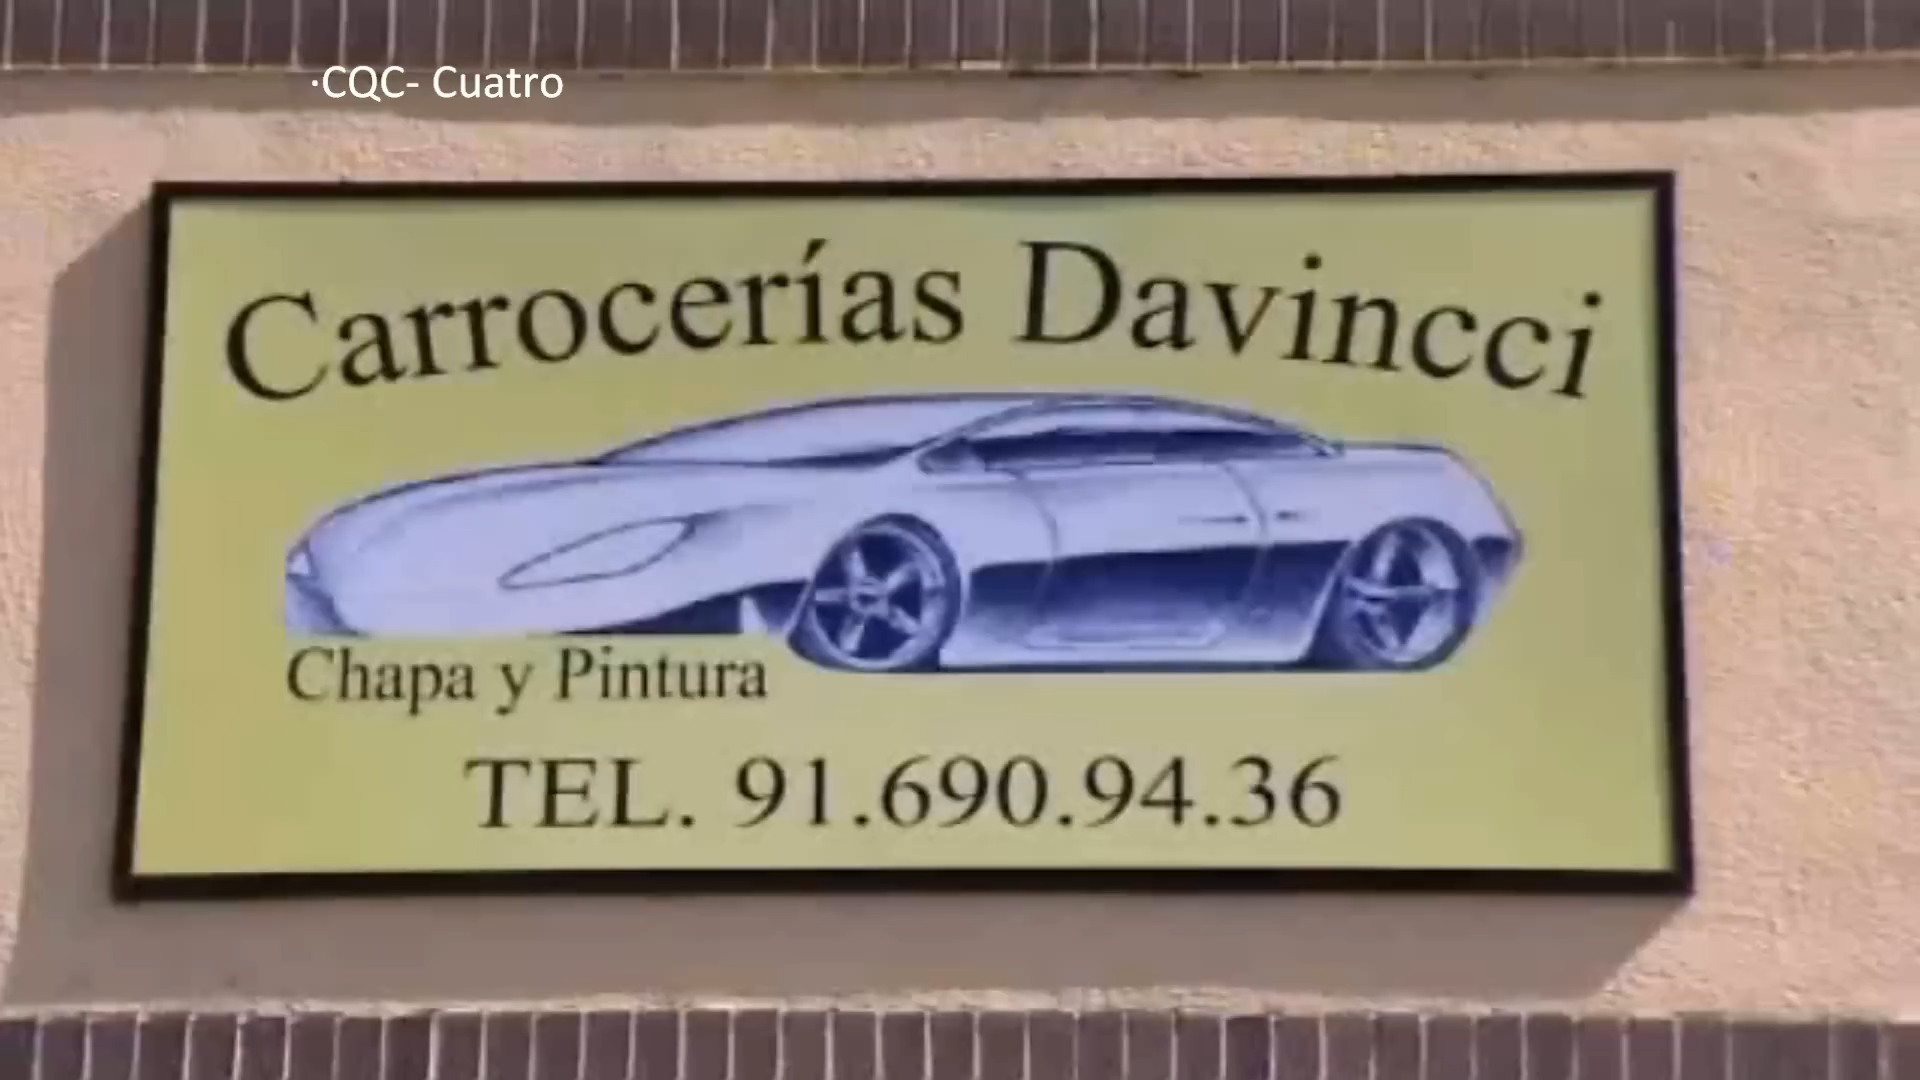 ·CQC- Cuatro
Carrocerías Davincci
Chapa y Pintura
TEL. 91.690.94.36